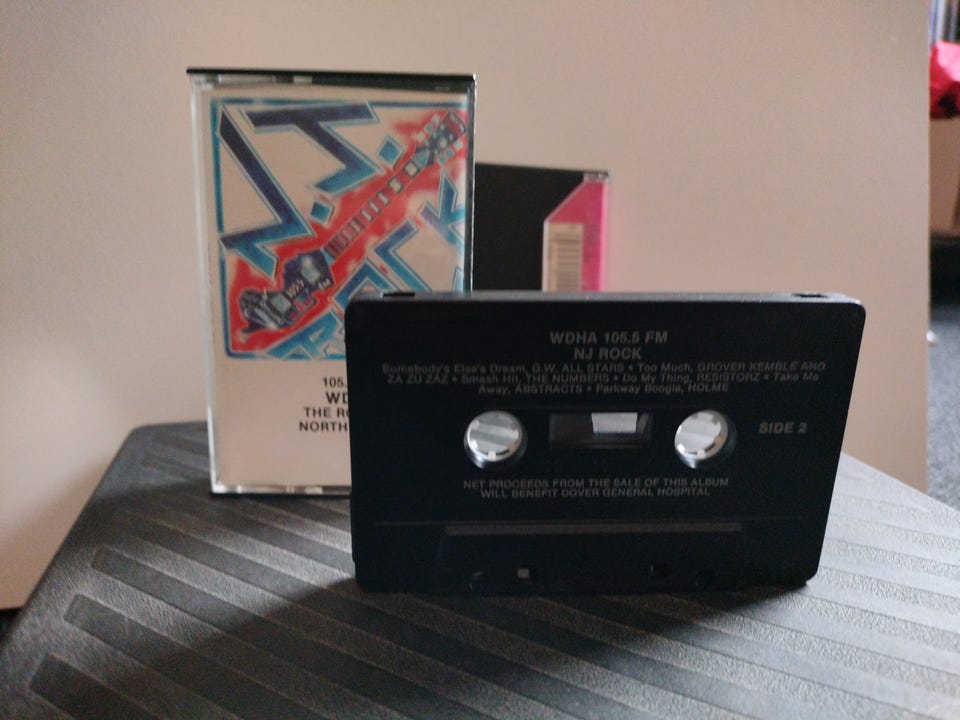 N.J.
ROCK
105.
WD
THE RO
NORTH
WDHA 105.5 FM
NJ ROCK
Somebody's Else's Dream, G.W. ALL STARS • Too Much, GROVER KEMBLE AND
ZA ZU ZAZ • Smash Hit, THE NUMBERS • Do My Thing, RESISTORZ • Take Me
Away, ABSTRACTS • Parkway Boogie, HOLME
SIDE 2
NET PROCEEDS FROM THE SALE OF THIS ALBUM
WILL BENEFIT DOVER GENERAL HOSPITAL